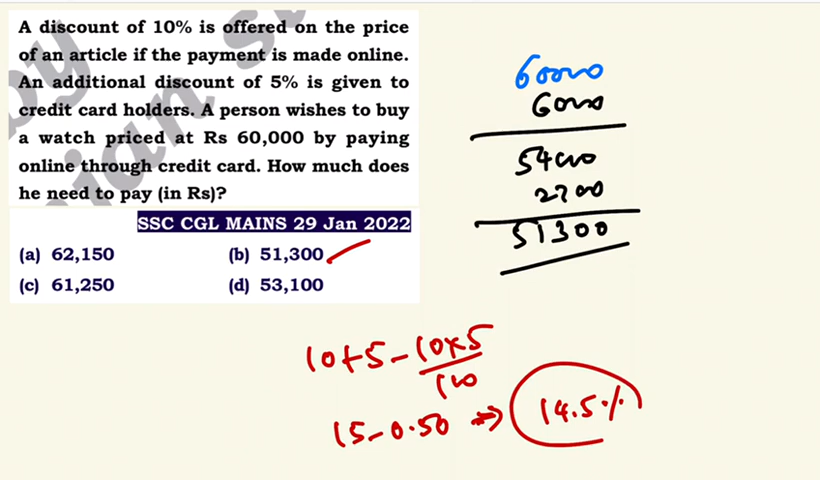 A discount of 10% is offered on the price
of an article if the payment is made online.
An additional discount of 5% is given to
credit card holders. A person wishes to buy
a watch priced at Rs 60,000 by paying
online through credit card. How much does
he need to pay (in Rs)?
SSC CGL MAINS 29 Jan 2022
(a) 62,150 (b) 51,300
(c) 61,250 (d) 53,100
60000
6000
54000
2700
51300
10+5-10×5
100
15-0.50 ⇒ 14.5%